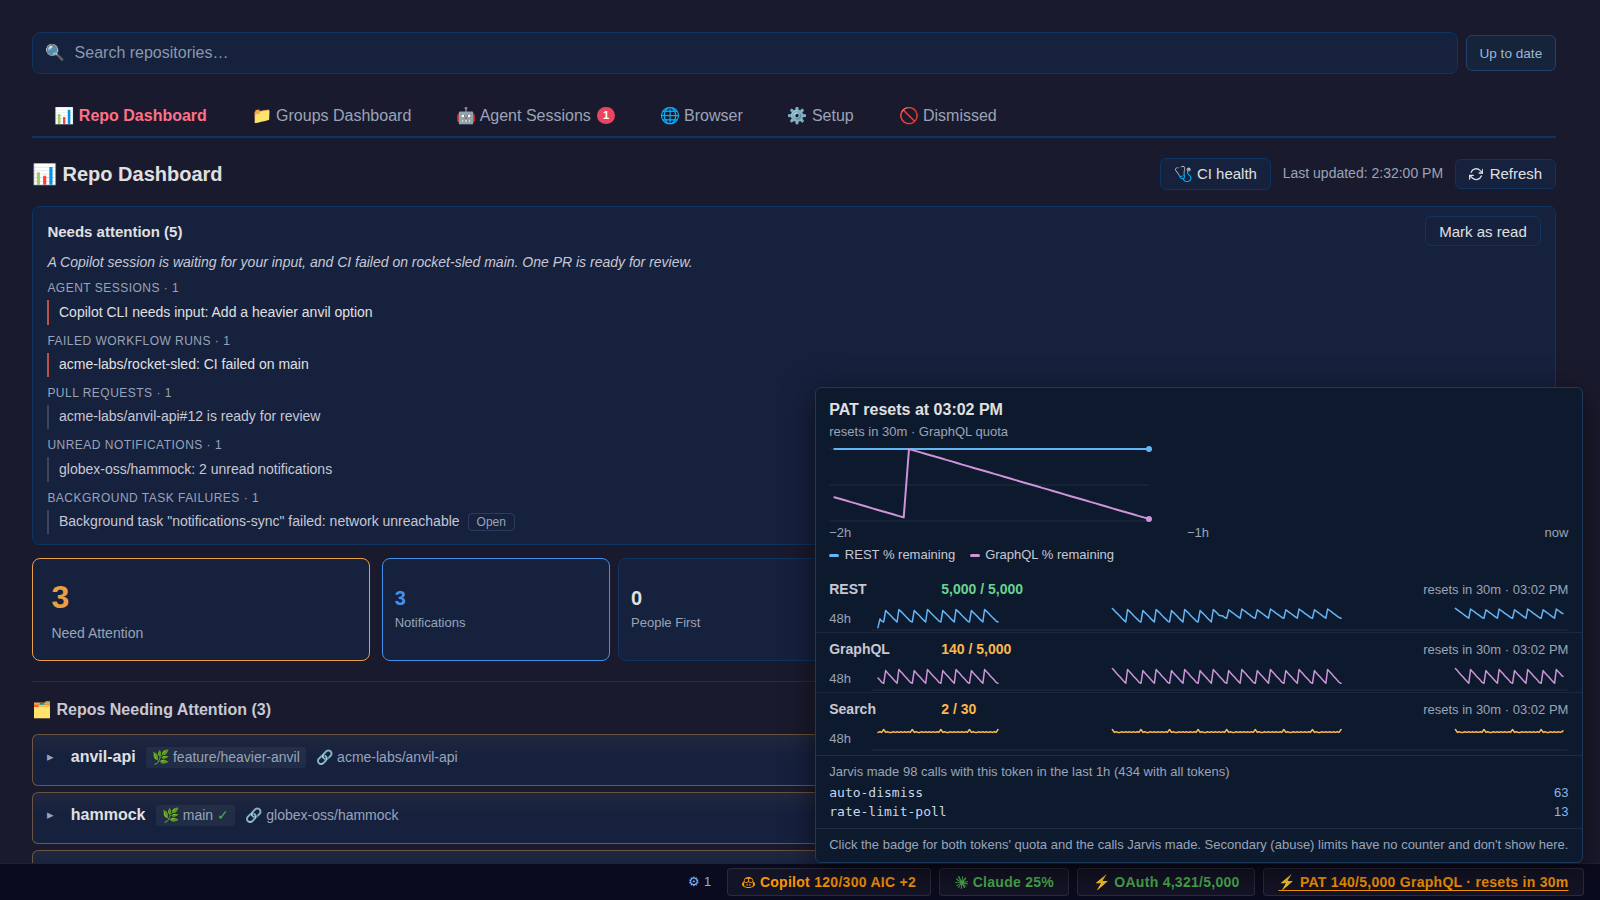 Search repositories…
Up to date
Repo Dashboard
Groups Dashboard
Agent Sessions 1
Browser
Setup
Dismissed
Repo Dashboard
CI health
Last updated: 2:32:00 PM
Refresh
Needs attention (5)
Mark as read
A Copilot session is waiting for your input, and CI failed on rocket-sled main. One PR is ready for review.
AGENT SESSIONS · 1
Copilot CLI needs input: Add a heavier anvil option
FAILED WORKFLOW RUNS · 1
acme-labs/rocket-sled: CI failed on main
PULL REQUESTS · 1
acme-labs/anvil-api#12 is ready for review
UNREAD NOTIFICATIONS · 1
globex-oss/hammock: 2 unread notifications
BACKGROUND TASK FAILURES · 1
Background task "notifications-sync" failed: network unreachable Open
3
Need Attention
3
Notifications
0
People First
Repos Needing Attention (3)
▸ anvil-api feature/heavier-anvil acme-labs/anvil-api
▸ hammock main ✓ globex-oss/hammock
PAT resets at 03:02 PM
resets in 30m · GraphQL quota
−2h −1h now
REST % remaining GraphQL % remaining
REST 5,000 / 5,000 resets in 30m · 03:02 PM
48h
GraphQL 140 / 5,000 resets in 30m · 03:02 PM
48h
Search 2 / 30 resets in 30m · 03:02 PM
48h
Jarvis made 98 calls with this token in the last 1h (434 with all tokens)
auto-dismiss 63
rate-limit-poll 13
Click the badge for both tokens' quota and the calls Jarvis made. Secondary (abuse) limits have no counter and don't show here.
⚙ 1
Copilot 120/300 AIC +2
Claude 25%
⚡ OAuth 4,321/5,000
⚡ PAT 140/5,000 GraphQL · resets in 30m